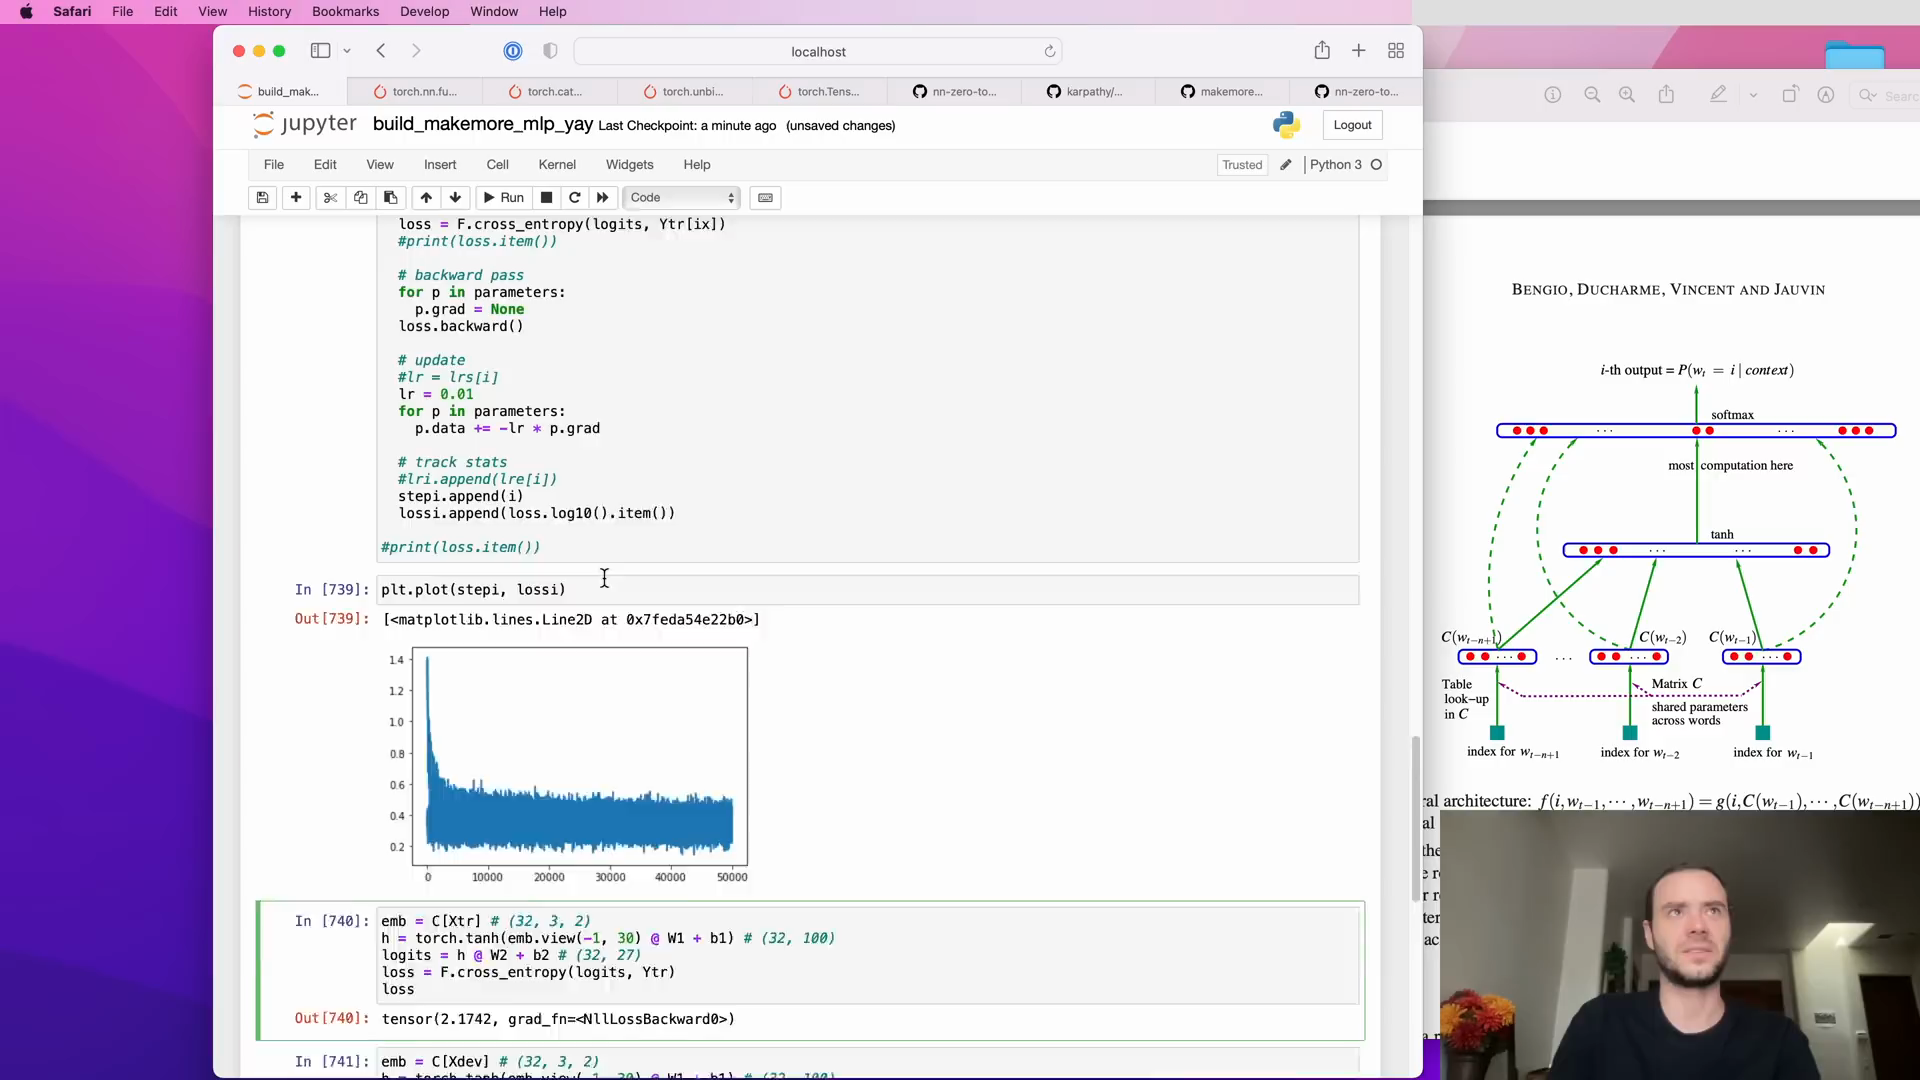 Safari File Edit View History Bookmarks Develop Window Help
localhost
build_mak... torch.nn.fu... torch.cat... torch.unbi... torch.Tens... nn-zero-to... karpathy/... makemore... nn-zero-to...
jupyter build_makemore_mlp_yay Last Checkpoint: a minute ago (unsaved changes) Logout
File Edit View Insert Cell Kernel Widgets Help Trusted Python 3
Run Code
loss = F.cross_entropy(logits, Ytr[ix])
#print(loss.item())
# backward pass
for p in parameters:
p.grad = None
loss.backward()
# update
#lr = lrs[i]
lr = 0.01
for p in parameters:
p.data += -lr * p.grad
# track stats
#lri.append(lre[i])
stepi.append(i)
lossi.append(loss.log10().item())
#print(loss.item())
In [739]: plt.plot(stepi, lossi)
Out[739]: [<matplotlib.lines.Line2D at 0x7feda54e22b0>]
1.4
1.2
1.0
0.8
0.6
0.4
0.2
0 10000 20000 30000 40000 50000
In [740]: emb = C[Xtr] # (32, 3, 2)
h = torch.tanh(emb.view(-1, 30) @ W1 + b1) # (32, 100)
logits = h @ W2 + b2 # (32, 27)
loss = F.cross_entropy(logits, Ytr)
loss
Out[740]: tensor(2.1742, grad_fn=<NllLossBackward0>)
In [741]: emb = C[Xdev] # (32, 3, 2)
Search
BENGIO, DUCHARME, VINCENT AND JAUVIN
i-th output = P(w_t = i | context)
softmax
... ... 
most computation here
tanh
... ...
C(w_{t-n+1}) C(w_{t-2}) C(w_{t-1})
... ... ... ...
Table
look-up
in C
Matrix C
shared parameters
across words
index for w_{t-n+1} index for w_{t-2} index for w_{t-1}
ral architecture: f(i, w_{t-1}, ···, w_{t-n+1}) = g(i, C(w_{t-1}), ···, C(w_{t-n+1}))